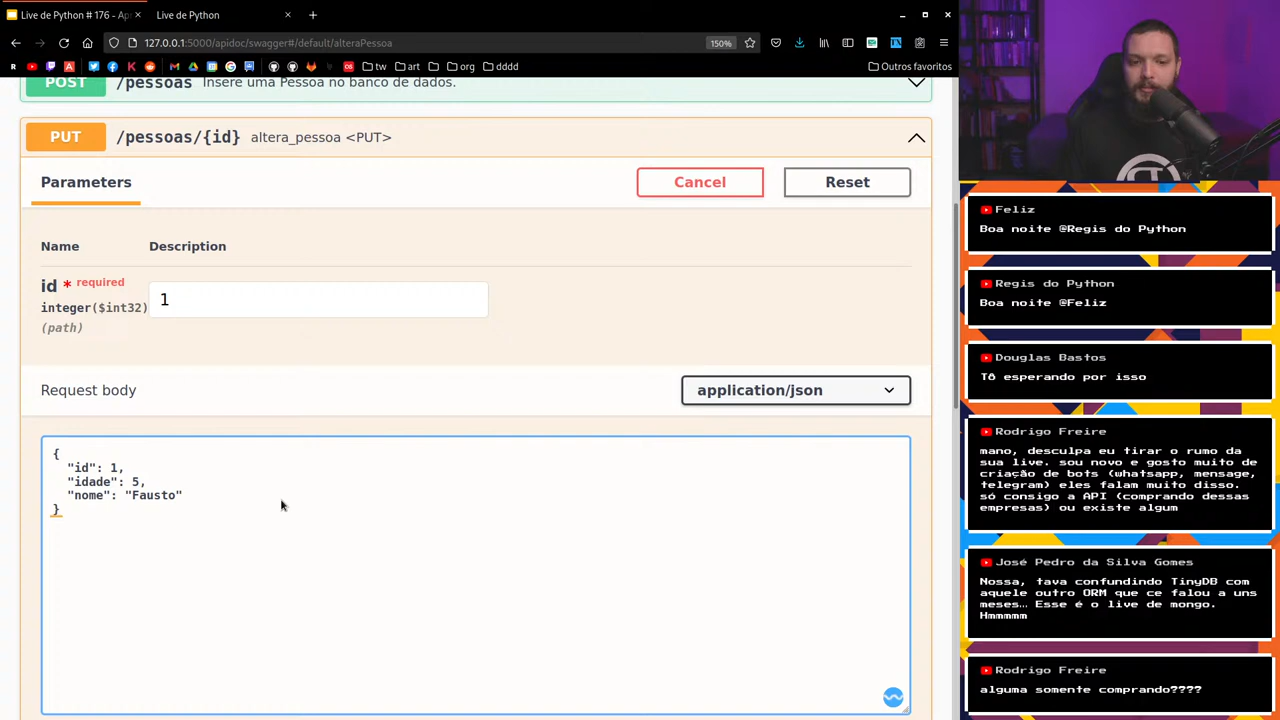 Live de Python # 176 - Ap
Live de Python
127.0.0.1:5000/apidoc/swagger#/default/alteraPessoa
150%
tw
art
org
dddd
Outros favoritos
POST /pessoas Insere uma Pessoa no banco de dados.
PUT /pessoas/{id} altera_pessoa <PUT>
Parameters
Cancel
Reset
Name
Description
id * required
integer($int32)
(path)
1
Request body
application/json
{
"id": 1,
"idade": 5,
"nome": "Fausto"
}
Feliz
Boa noite @Regis do Python
Regis do Python
Boa noite @Feliz
Douglas Bastos
Tô esperando por isso
Rodrigo Freire
mano, desculpa eu tirar o rumo da
sua live. sou novo e gosto muito de
criação de bots (whatsapp, mensage,
telegram) eles falam muito disso.
só consigo a API (comprando dessas
empresas) ou existe algum
José Pedro da Silva Gomes
Nossa, tava confundindo TinyDB com
aquele outro ORM que ce falou a uns
meses… Esse é o live de mongo.
Hmmmmm
Rodrigo Freire
alguma somente comprando????